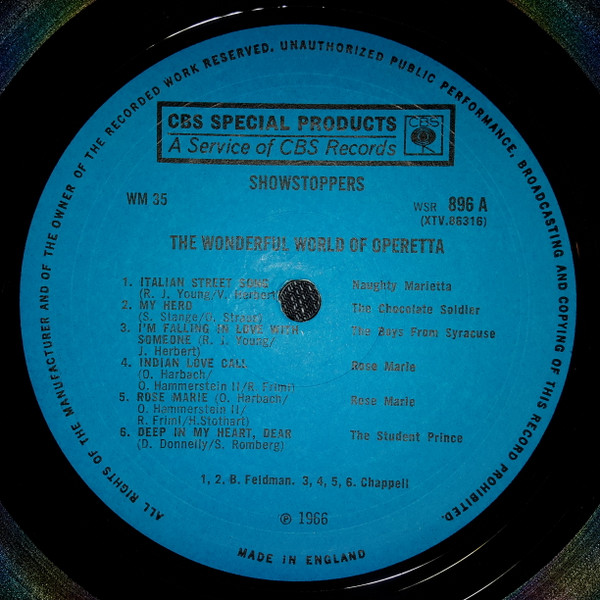 ALL RIGHTS OF THE MANUFACTURER AND OF THE OWNER OF THE RECORDED WORK RESERVED. UNAUTHORIZED PUBLIC PERFORMANCE, BROADCASTING AND COPYING OF THIS RECORD PROHIBITED.
CBS SPECIAL PRODUCTS
A Service of CBS Records
CBS
SHOWSTOPPERS
WM 35
WSR 896 A
(XTV.86316)
THE WONDERFUL WORLD OF OPERETTA
1. ITALIAN STREET SONG Naughty Marietta
(R. J. Young/V. Herbert)
2. MY HERO The Chocolate Soldier
(S. Stange/O. Straus)
3. I'M FALLING IN LOVE WITH The Boys From Syracuse
SOMEONE (R. J. Young/
J. Herbert)
4. INDIAN LOVE CALL Rose Marie
(O. Harbach/
O. Hammerstein II/R. Friml)
5. ROSE MARIE (O. Harbach/ Rose Marie
O. Hammerstein II/
R. Friml/H.Stothart)
6. DEEP IN MY HEART, DEAR The Student Prince
(D. Donnelly/S. Romberg)
1, 2, B. Feldman. 3, 4, 5, 6. Chappell
℗ 1966
MADE IN ENGLAND